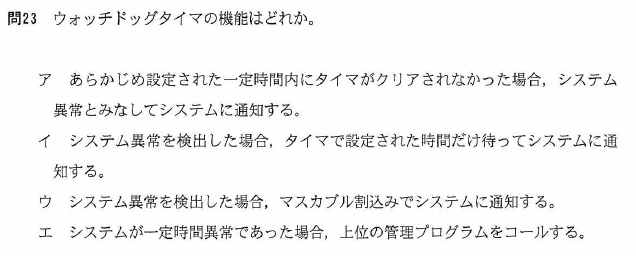 問23 ウォッチドッグタイマの機能はどれか。
ア あらかじめ設定された一定時間内にタイマがクリアされなかった場合，システム
異常とみなしてシステムに通知する。
イ システム異常を検出した場合，タイマで設定された時間だけ待ってシステムに通
知する。
ウ システム異常を検出した場合，マスカブル割込みでシステムに通知する。
エ システムが一定時間異常であった場合，上位の管理プログラムをコールする。